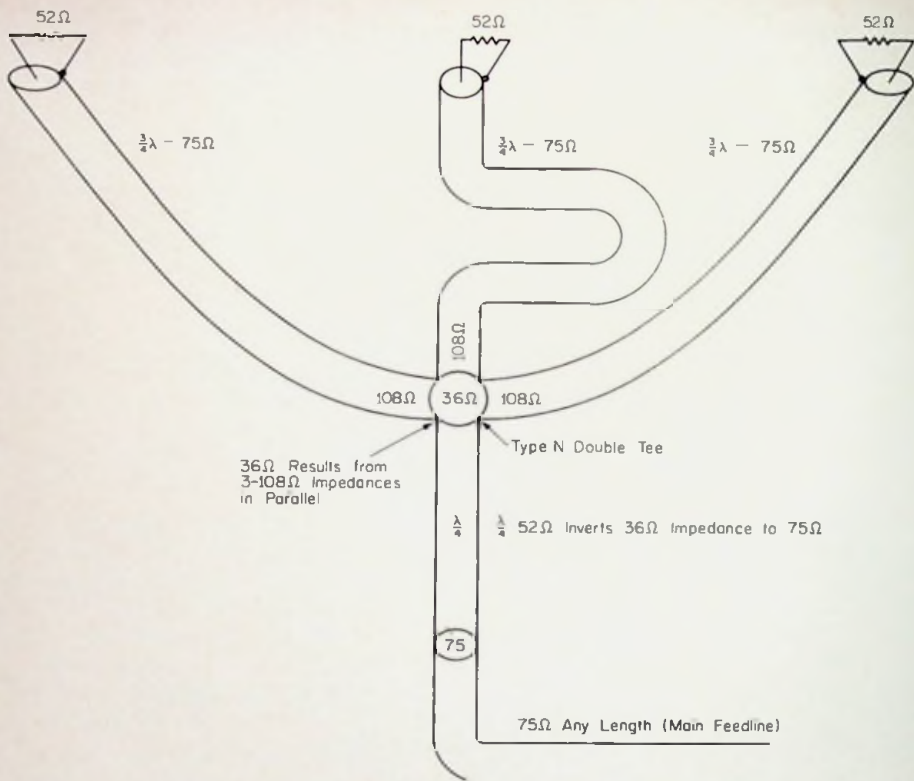 52Ω
52Ω
52Ω
¾λ – 75Ω
¾λ – 75Ω
¾λ – 75Ω
108Ω
108Ω
36Ω
108Ω
Type N Double Tee
36Ω Results from
3-108Ω Impedances
in Parallel
λ/4
λ/4 52Ω Inverts 36Ω Impedance to 75Ω
75
75Ω Any Length (Main Feedline)